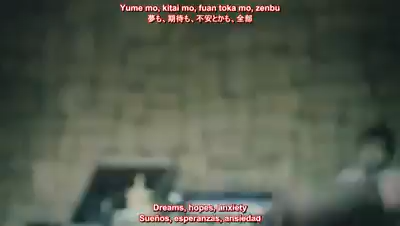 Yume mo, kitai mo, fuan toka mo, zenbu
夢も、期待も、不安とかも、全部
Dreams, hopes, anxiety
Sueños, esperanzas, ansiedad